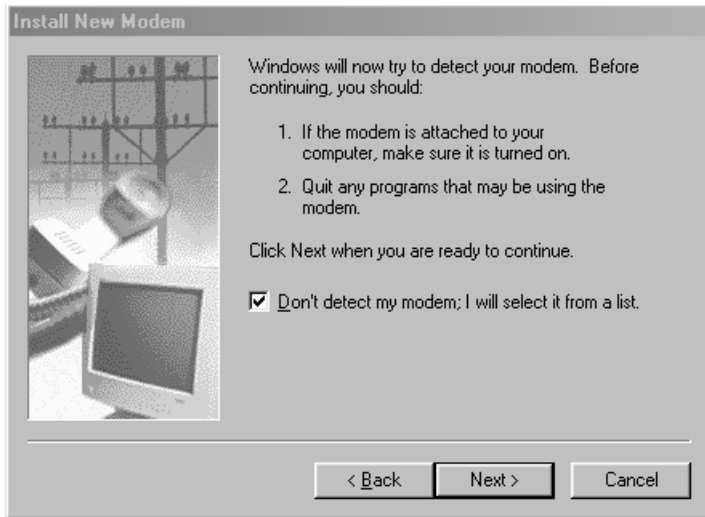 Install New Modem
Windows will now try to detect your modem. Before
continuing, you should:
1. If the modem is attached to your
computer, make sure it is turned on.
2. Quit any programs that may be using the
modem.
Click Next when you are ready to continue.
Don't detect my modem; I will select it from a list.
< Back
Next >
Cancel